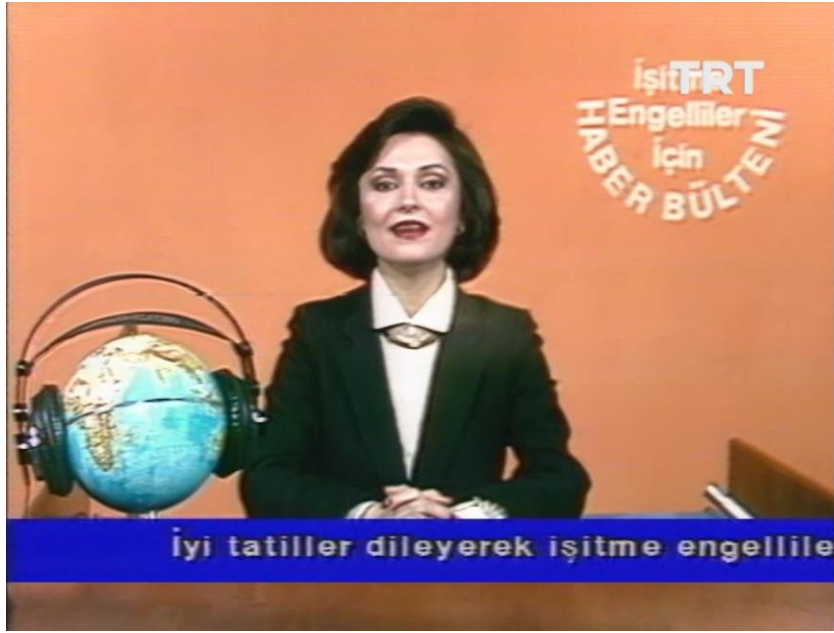 TRT
İşitme
Engelliler
İçin
HABER BÜLTENİ
İyi tatiller dileyerek işitme engellile